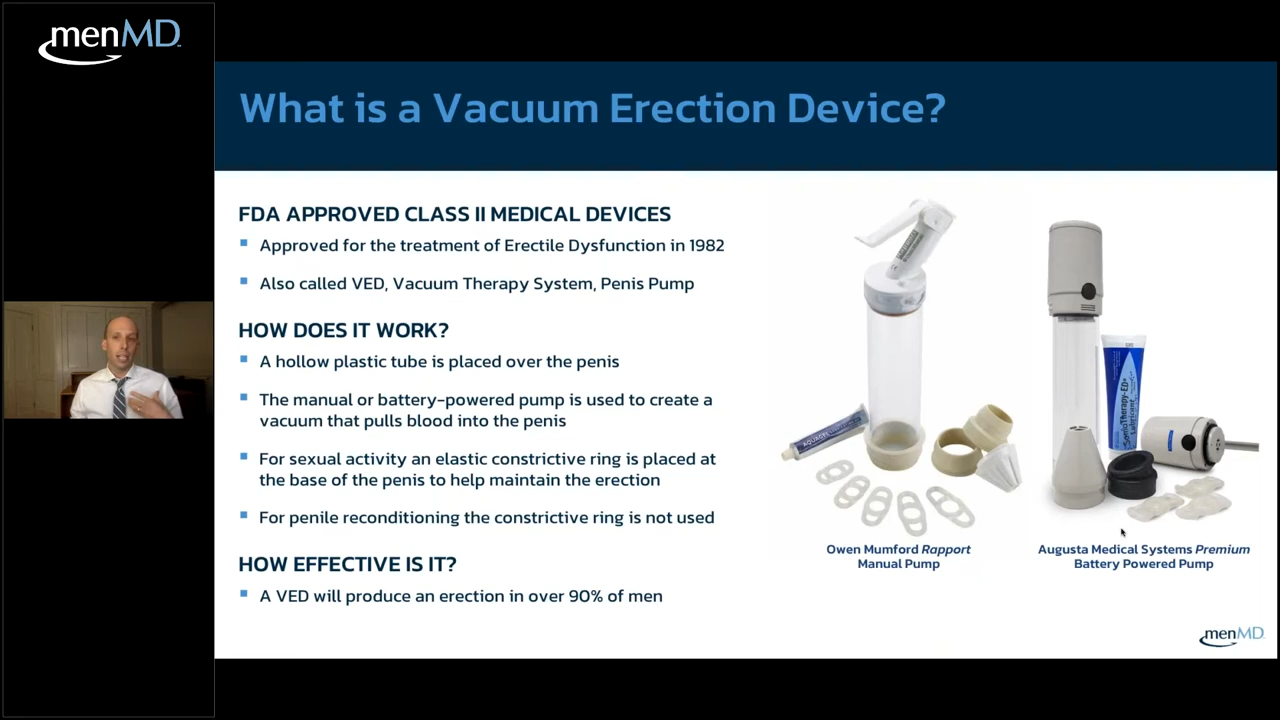 menMD
What is a Vacuum Erection Device?
FDA APPROVED CLASS II MEDICAL DEVICES
Approved for the treatment of Erectile Dysfunction in 1982
Also called VED, Vacuum Therapy System, Penis Pump
HOW DOES IT WORK?
A hollow plastic tube is placed over the penis
The manual or battery-powered pump is used to create a
vacuum that pulls blood into the penis
For sexual activity an elastic constrictive ring is placed at
the base of the penis to help maintain the erection
For penile reconditioning the constrictive ring is not used
HOW EFFECTIVE IS IT?
A VED will produce an erection in over 90% of men
AQUAGEL
SomaTherapy-ED
Lubricant
Owen Mumford Rapport
Manual Pump
Augusta Medical Systems Premium
Battery Powered Pump
menMD